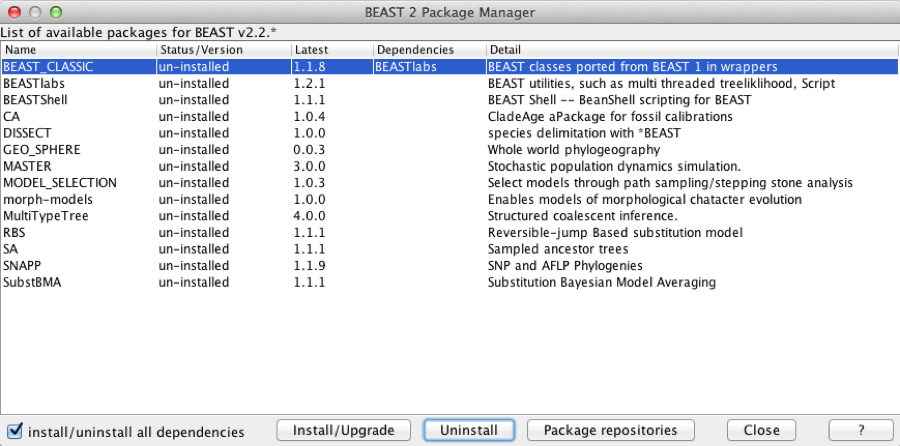 BEAST 2 Package Manager
List of available packages for BEAST v2.2.*
Name Status/Version Latest Dependencies Detail
BEAST_CLASSIC un-installed 1.1.8 BEASTlabs BEAST classes ported from BEAST 1 in wrappers
BEASTlabs un-installed 1.2.1 BEAST utilities, such as multi threaded treeliklihood, Script
BEASTShell un-installed 1.1.1 BEAST Shell -- BeanShell scripting for BEAST
CA un-installed 1.0.4 CladeAge aPackage for fossil calibrations
DISSECT un-installed 1.0.0 species delimitation with *BEAST
GEO_SPHERE un-installed 0.0.3 Whole world phylogeography
MASTER un-installed 3.0.0 Stochastic population dynamics simulation.
MODEL_SELECTION un-installed 1.0.3 Select models through path sampling/stepping stone analysis
morph-models un-installed 1.0.0 Enables models of morphological chatacter evolution
MultiTypeTree un-installed 4.0.0 Structured coalescent inference.
RBS un-installed 1.1.1 Reversible-jump Based substitution model
SA un-installed 1.1.1 Sampled ancestor trees
SNAPP un-installed 1.1.9 SNP and AFLP Phylogenies
SubstBMA un-installed 1.1.1 Substitution Bayesian Model Averaging
install/uninstall all dependencies Install/Upgrade Uninstall Package repositories Close ?